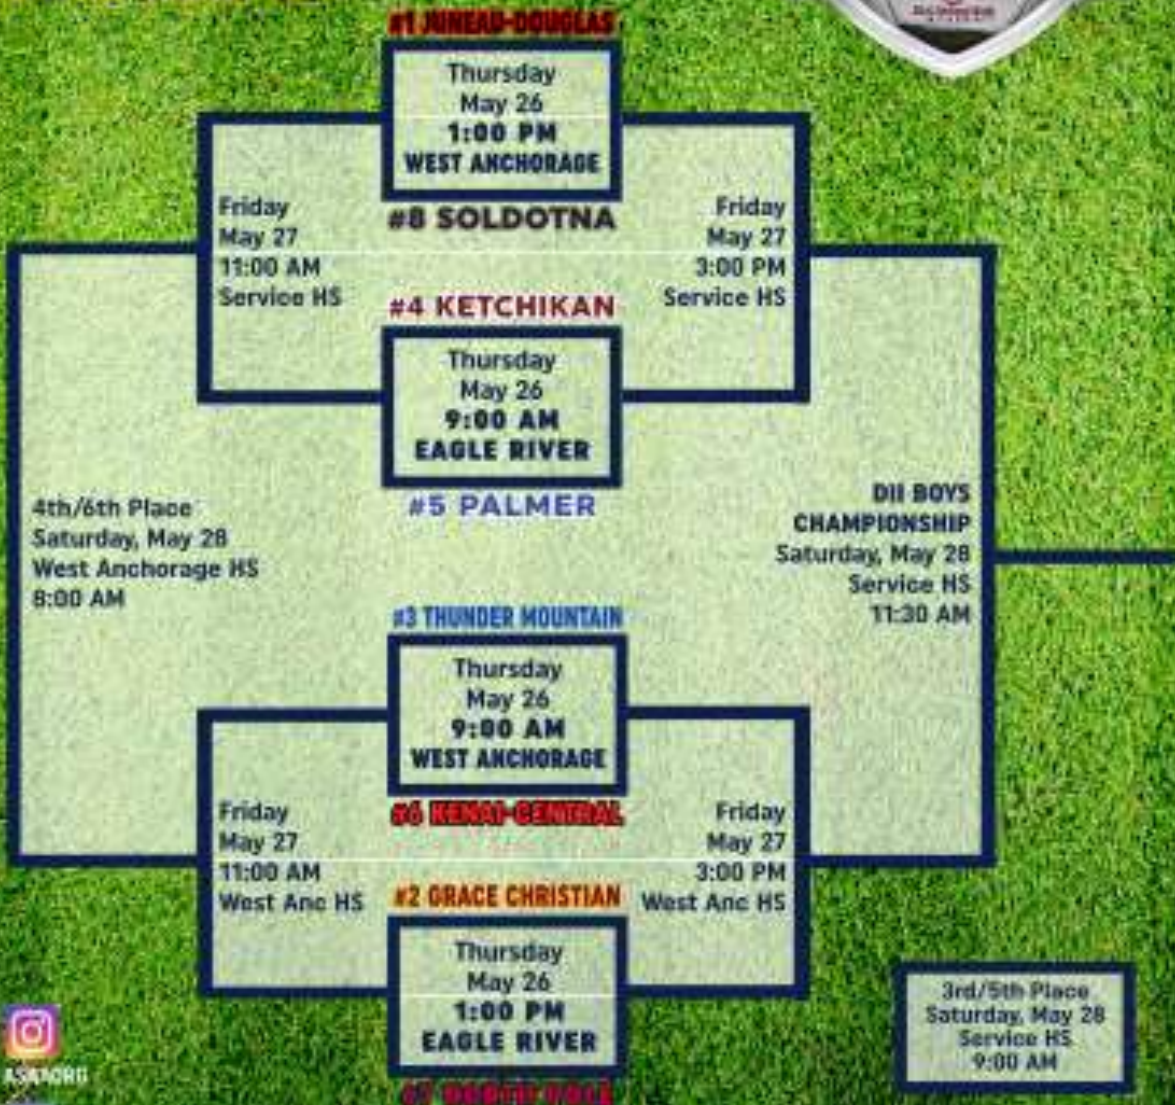 #1 JUNEAU-DOUGLAS
Thursday
May 26
1:00 PM
WEST ANCHORAGE
#8 SOLDOTNA
Friday
May 27
11:00 AM
Service HS
Friday
May 27
3:00 PM
Service HS
#4 KETCHIKAN
Thursday
May 26
9:00 AM
EAGLE RIVER
#5 PALMER
4th/6th Place
Saturday, May 28
West Anchorage HS
8:00 AM
DII BOYS
CHAMPIONSHIP
Saturday, May 28
Service HS
11:30 AM
#3 THUNDER MOUNTAIN
Thursday
May 26
9:00 AM
WEST ANCHORAGE
#6 KENAI-CENTRAL
Friday
May 27
11:00 AM
West Anc HS
Friday
May 27
3:00 PM
West Anc HS
#2 GRACE CHRISTIAN
Thursday
May 26
1:00 PM
EAGLE RIVER
#7 NORTH POLE
3rd/5th Place
Saturday, May 28
Service HS
9:00 AM
ASAAORG